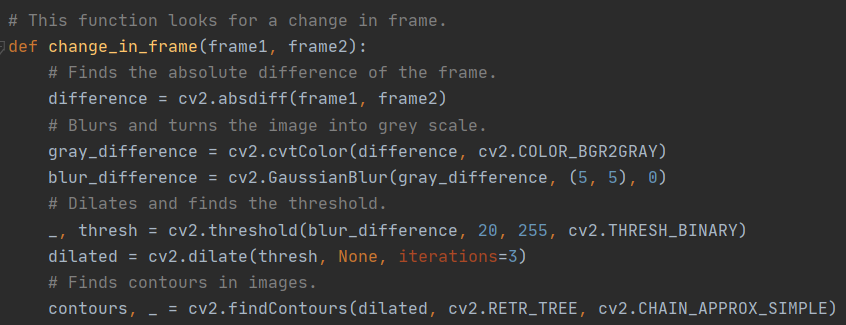 # This function looks for a change in frame.
def change_in_frame(frame1, frame2):
    # Finds the absolute difference of the frame.
    difference = cv2.absdiff(frame1, frame2)
    # Blurs and turns the image into grey scale.
    gray_difference = cv2.cvtColor(difference, cv2.COLOR_BGR2GRAY)
    blur_difference = cv2.GaussianBlur(gray_difference, (5, 5), 0)
    # Dilates and finds the threshold.
    _, thresh = cv2.threshold(blur_difference, 20, 255, cv2.THRESH_BINARY)
    dilated = cv2.dilate(thresh, None, iterations=3)
    # Finds contours in images.
    contours, _ = cv2.findContours(dilated, cv2.RETR_TREE, cv2.CHAIN_APPROX_SIMPLE)